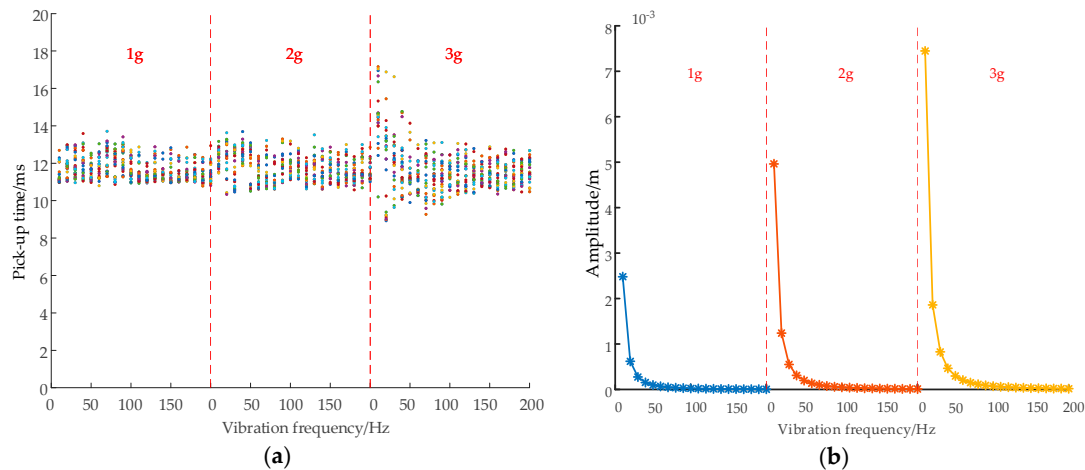 20
18
16
14
12
10
8
6
4
2
0
Pick-up time/ms
1g 2g 3g
0 50 100 150 0 50 100 150 0 50 100 150 200
Vibration frequency/Hz
(a)
10⁻³
8
7
6
5
4
3
2
1
0
Amplitude/m
1g 2g 3g
0 50 100 150 0 50 100 150 0 50 100 150 200
Vibration frequency/Hz
(b)